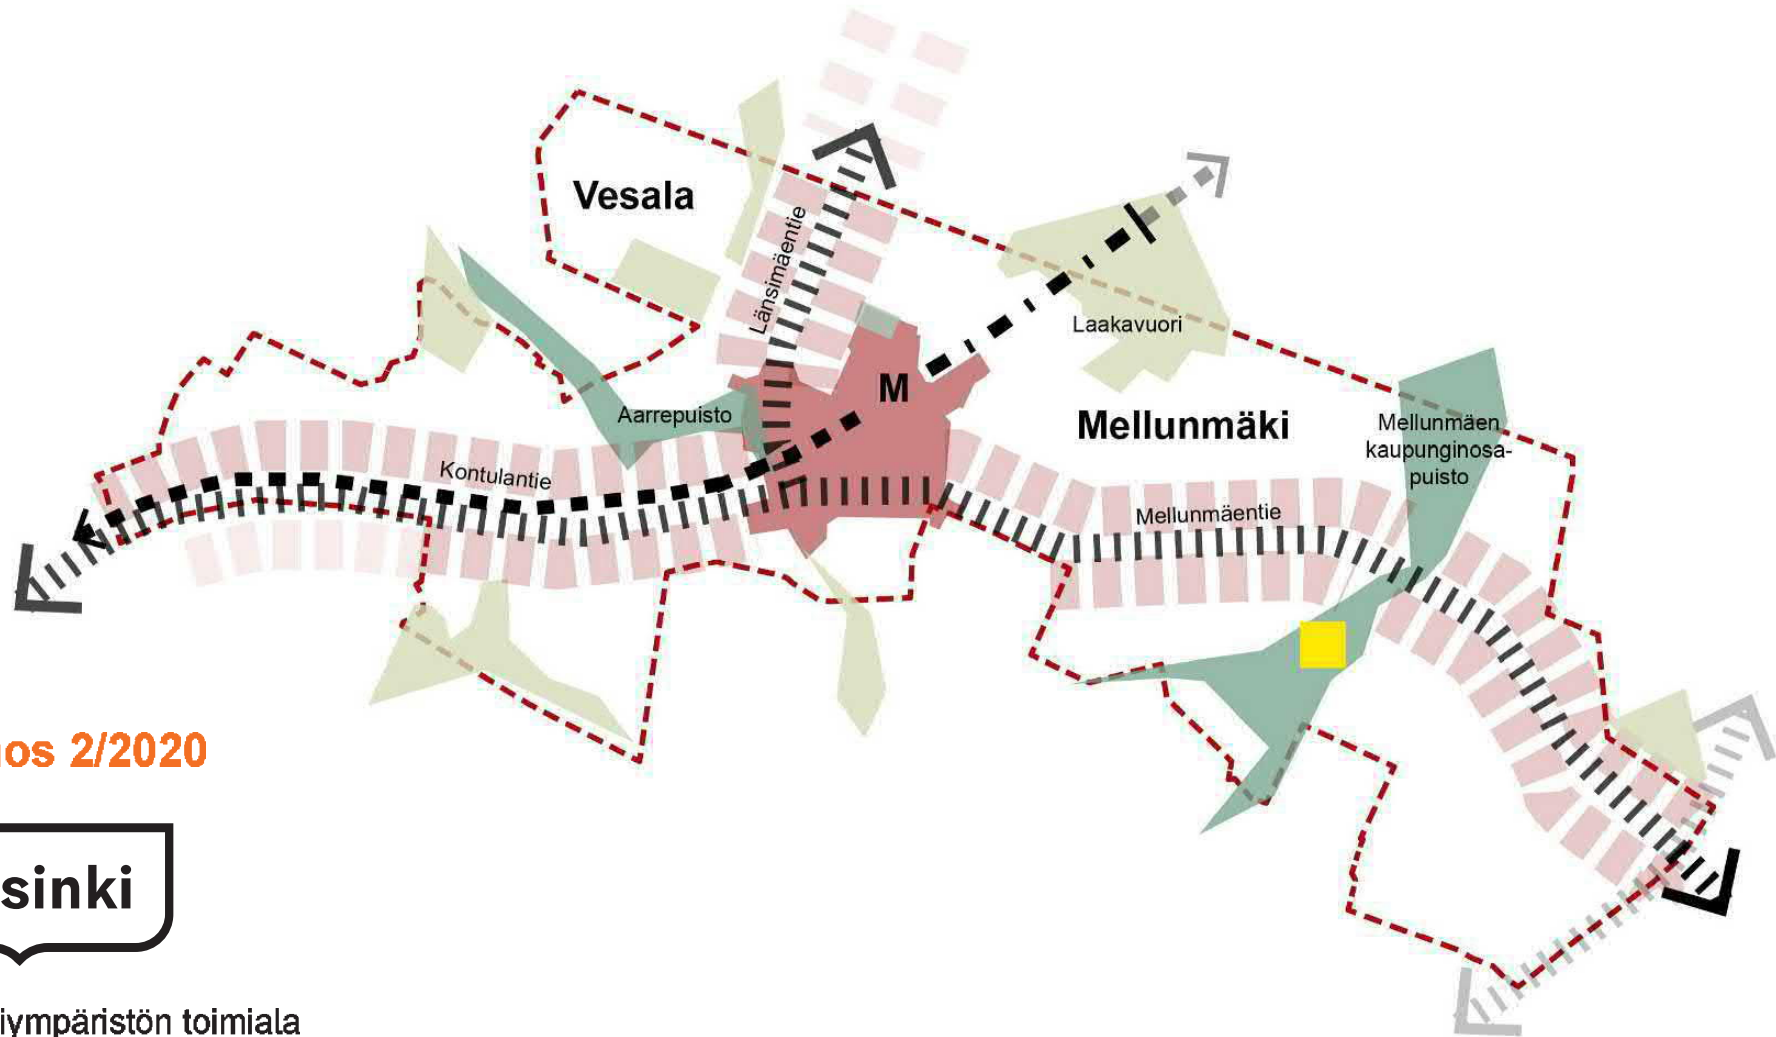 Vesala
Länsimäentie
Laakavuori
M
Aarrepuisto
Mellunmäki
Mellunmäen
kaupunginosa-
puisto
Kontulantie
Mellunmäentie
os 2/2020
sinki
iympäristön toimiala